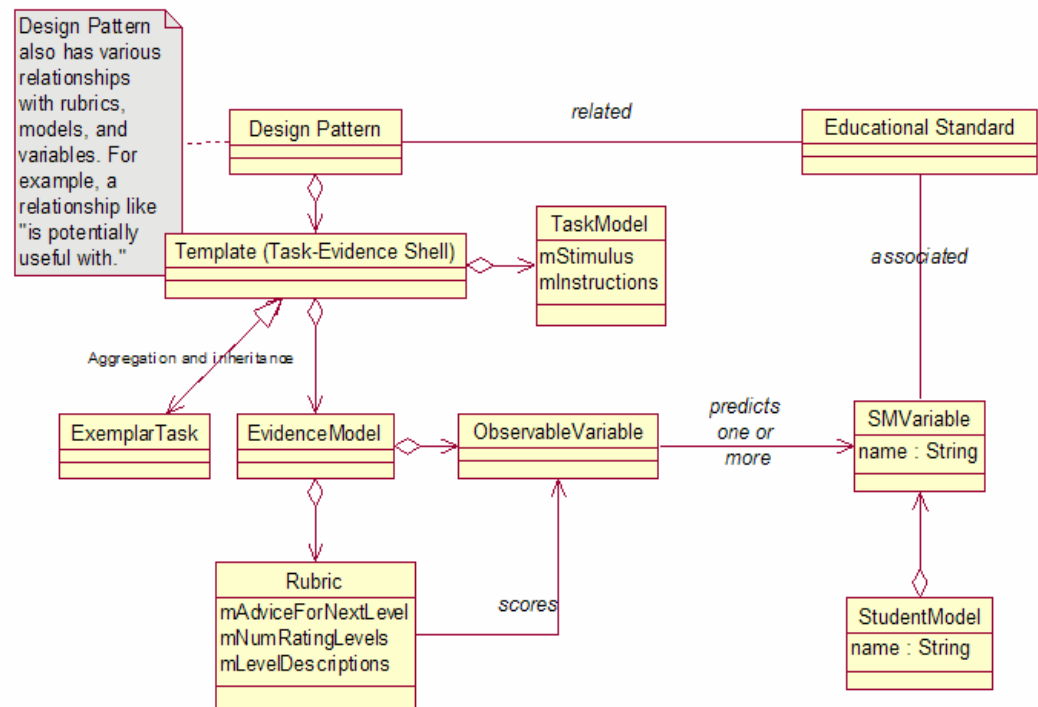 Design Pattern
also has various
relationships
with rubrics,
models, and
variables. For
example, a
relationship like
"is potentially
useful with."
Design Pattern
related
Educational Standard
Template (Task-Evidence Shell)
TaskModel
mStimulus
mInstructions
associated
Aggregation and inheritance
ExemplarTask
EvidenceModel
ObservableVariable
predicts
one or
more
SMVariable
name : String
Rubric
mAdviceForNextLevel
mNumRatingLevels
mLevelDescriptions
scores
StudentModel
name : String